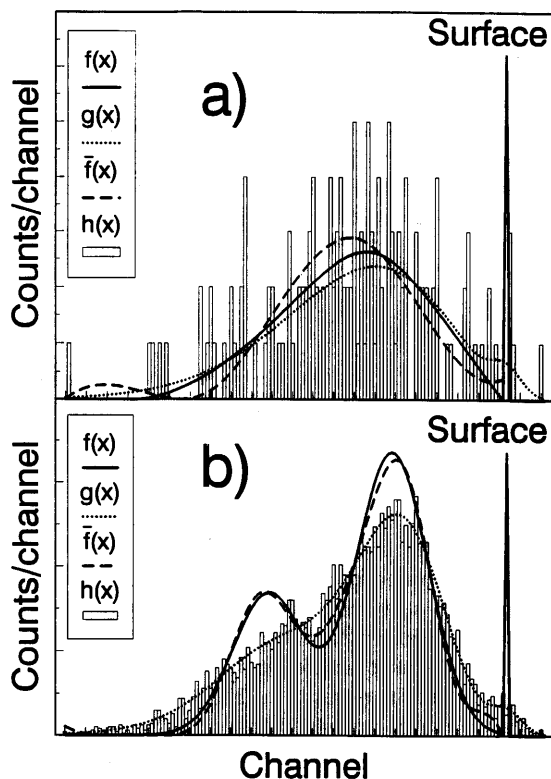 Surface
a)
f(x)
g(x)
f̄(x)
h(x)
Counts/channel
Surface
b)
f(x)
g(x)
f̄(x)
h(x)
Counts/channel
Channel